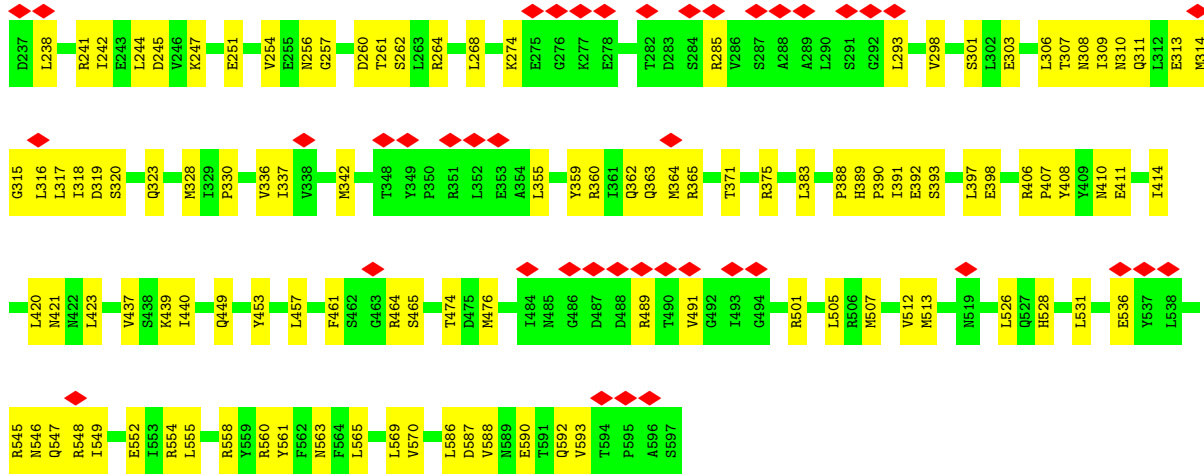 D237 L238 R241 I242 E243 L244 D245 V246 K247 E251 V254 E255 N256 G257 D260 T261 S262 L263 R264 L268 K274 E275 G276 K277 E278 T282 D283 S284 R285 V286 S287 A288 A289 L290 S291 G292 L293 V298 S301 L302 E303 L306 T307 N308 I309 N310 Q311 L312 E313 M314
G315 L316 L317 I318 D319 S320 Q323 M328 I329 P330 V336 I337 V338 M342 T348 Y349 P350 R351 L352 E353 A354 L355 Y359 R360 I361 Q362 Q363 M364 R365 T371 R375 L383 P388 H389 P390 I391 E392 S393 L397 E398 R406 P407 Y408 Y409 N410 E411 I414
L420 N421 N422 L423 V437 S438 K439 I440 Q449 Y453 L457 F461 S462 G463 R464 S465 T474 D475 M476 I484 N485 G486 D487 D488 R489 T490 V491 G492 I493 G494 R501 L505 R506 M507 V512 M513 N519 L526 Q527 H528 L531 E536 Y537 L538
R545 N546 Q547 R548 I549 E552 I553 R554 L555 R558 Y559 R560 Y561 F562 N563 F564 L565 L569 V570 L586 D587 V588 N589 E590 T591 Q592 V593 T594 P595 A596 S597